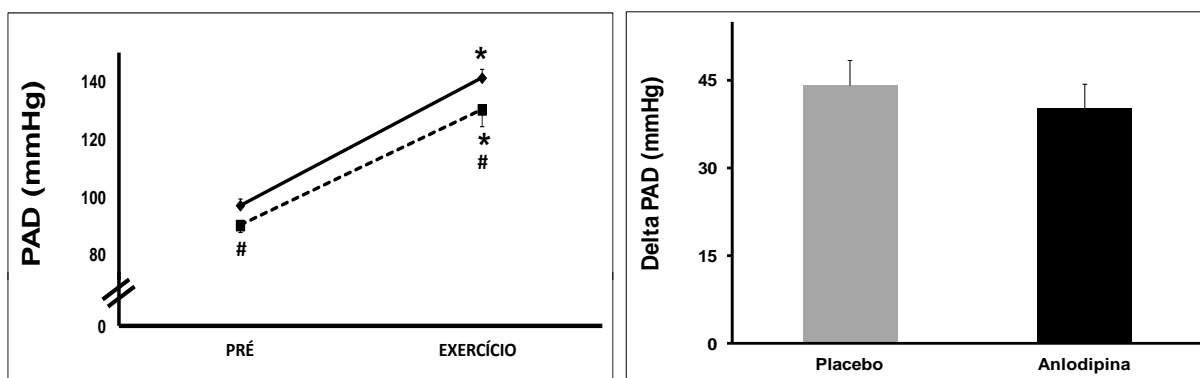 PAD (mmHg)
140
120
100
80
0
*
*
#
#
PRÉ
EXERCÍCIO
Delta PAD (mmHg)
45
30
15
0
Placebo
Anlodipina